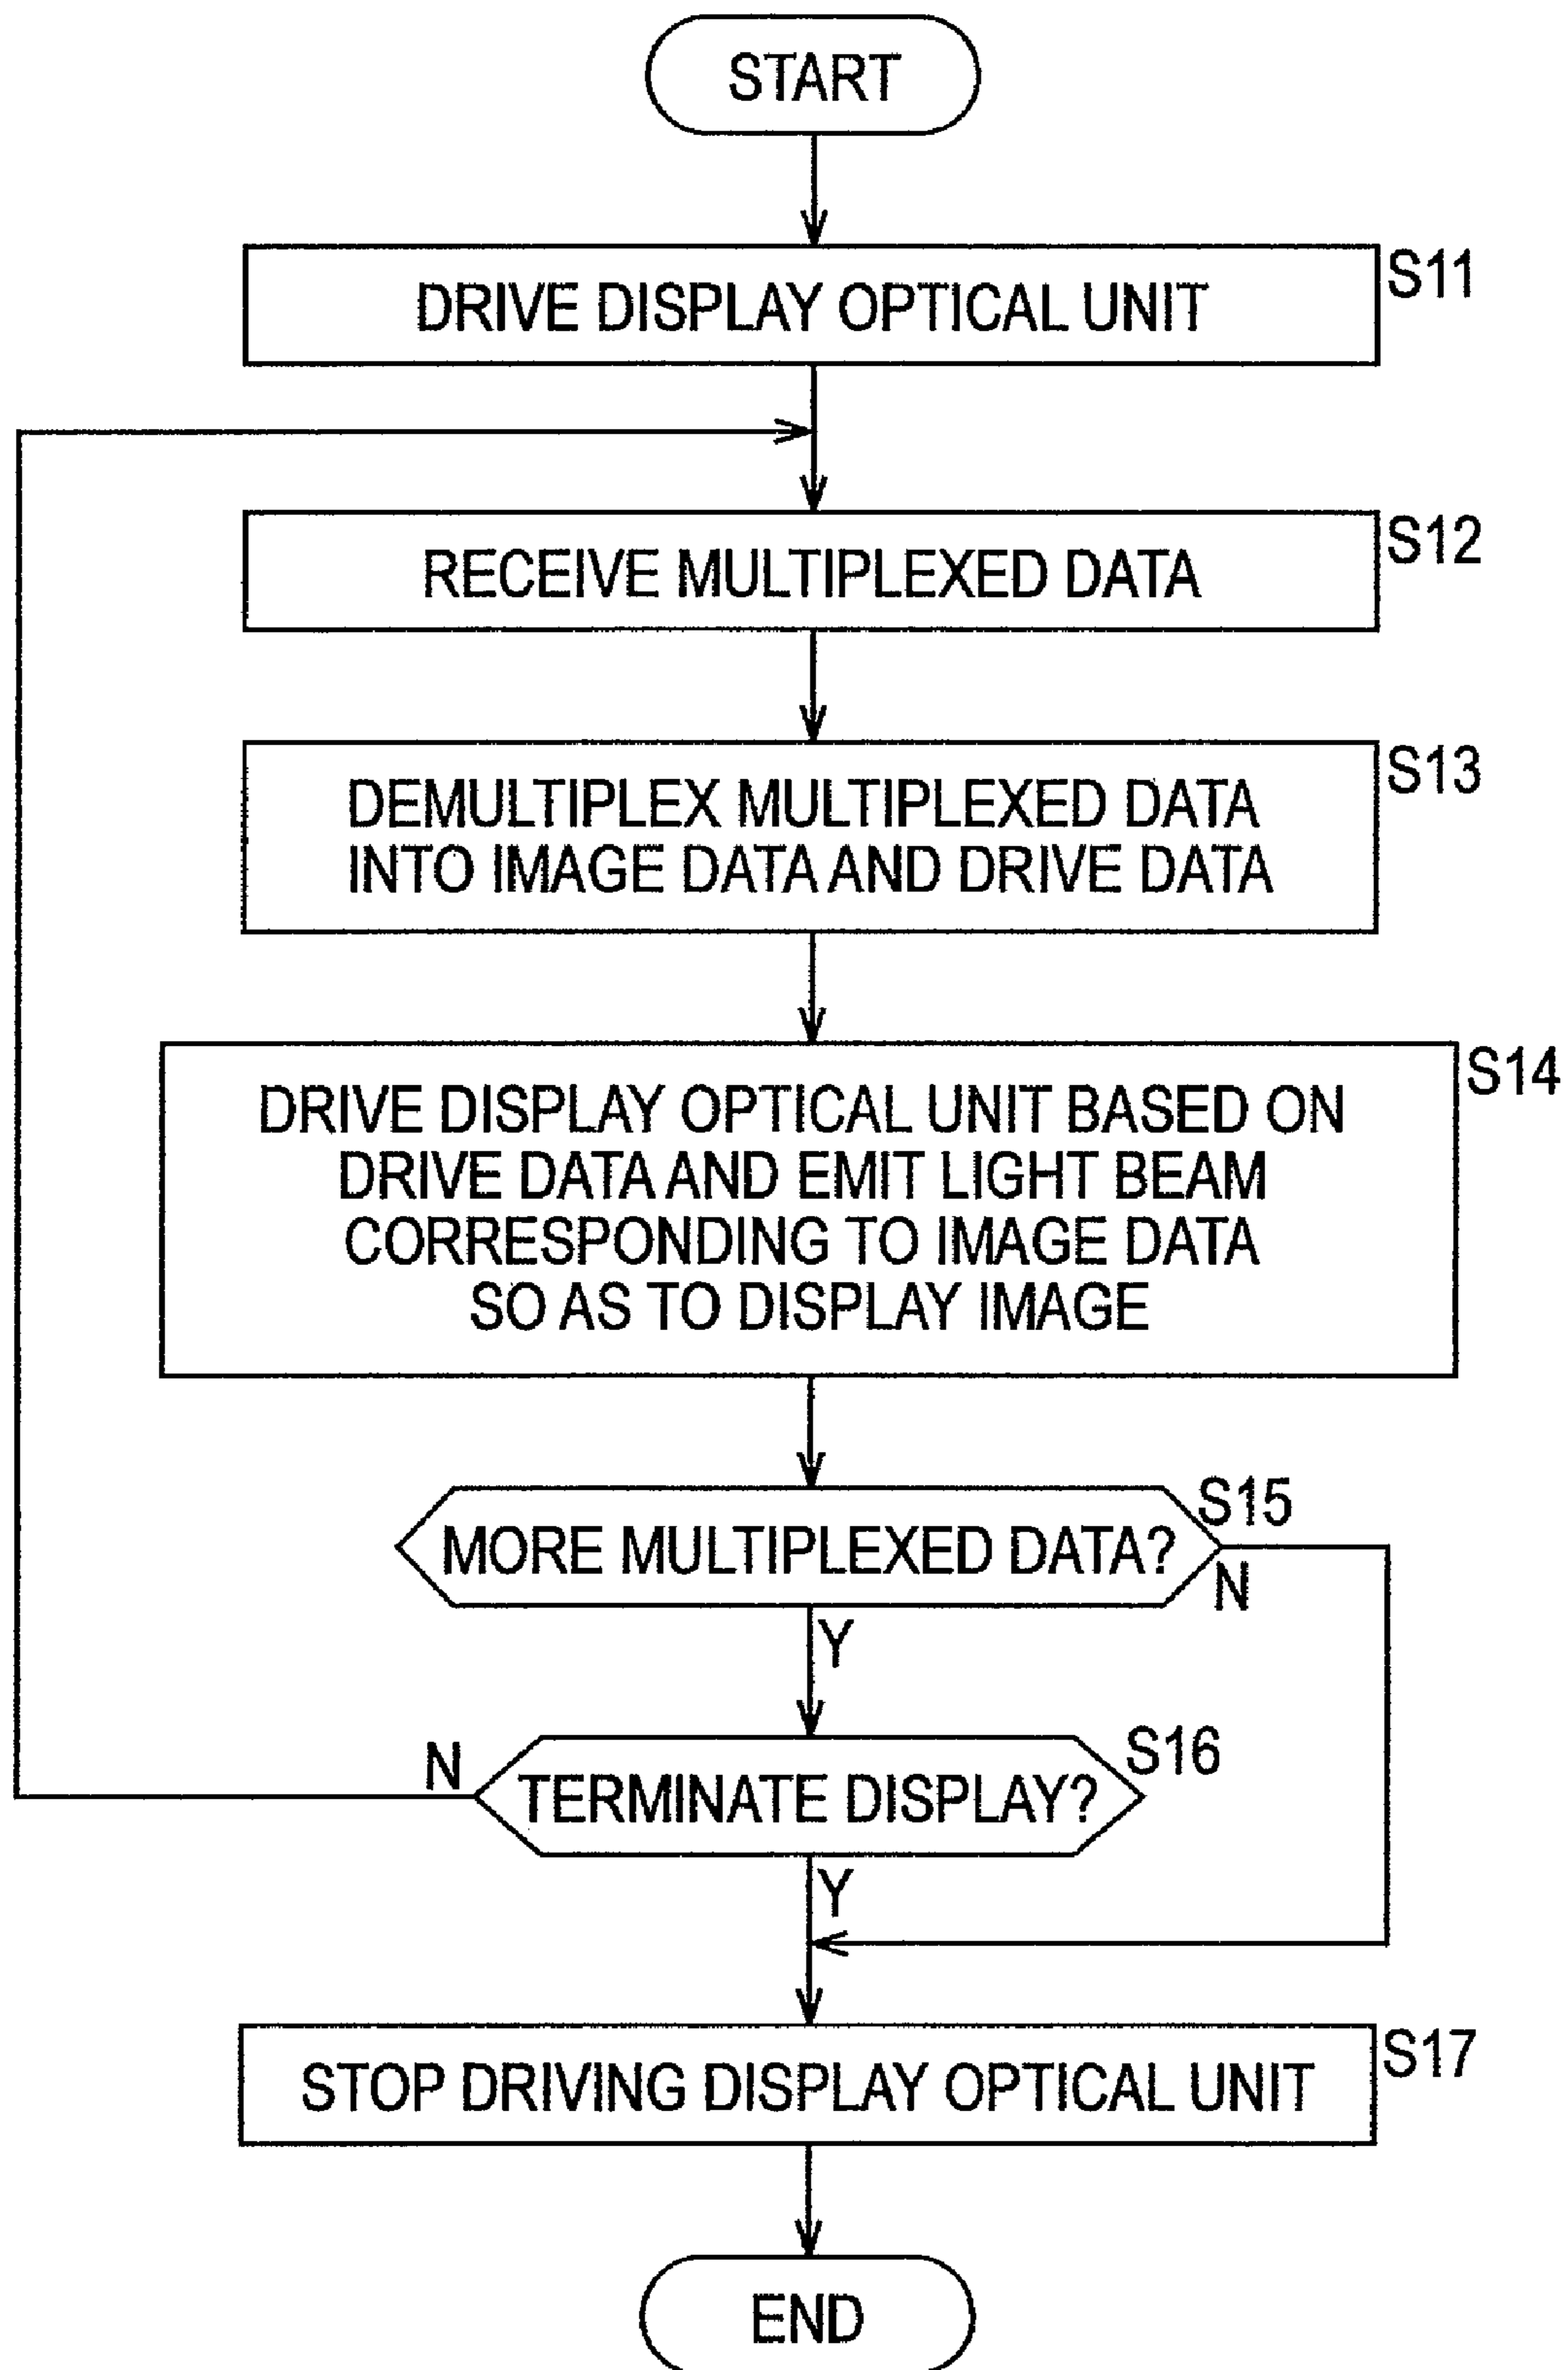 START
DRIVE DISPLAY OPTICAL UNIT
S11
RECEIVE MULTIPLEXED DATA
S12
DEMULTIPLEX MULTIPLEXED DATA
INTO IMAGE DATA AND DRIVE DATA
S13
DRIVE DISPLAY OPTICAL UNIT BASED ON
DRIVE DATA AND EMIT LIGHT BEAM
CORRESPONDING TO IMAGE DATA
SO AS TO DISPLAY IMAGE
S14
MORE MULTIPLEXED DATA?
S15
N
Y
N
TERMINATE DISPLAY?
S16
Y
STOP DRIVING DISPLAY OPTICAL UNIT
S17
END